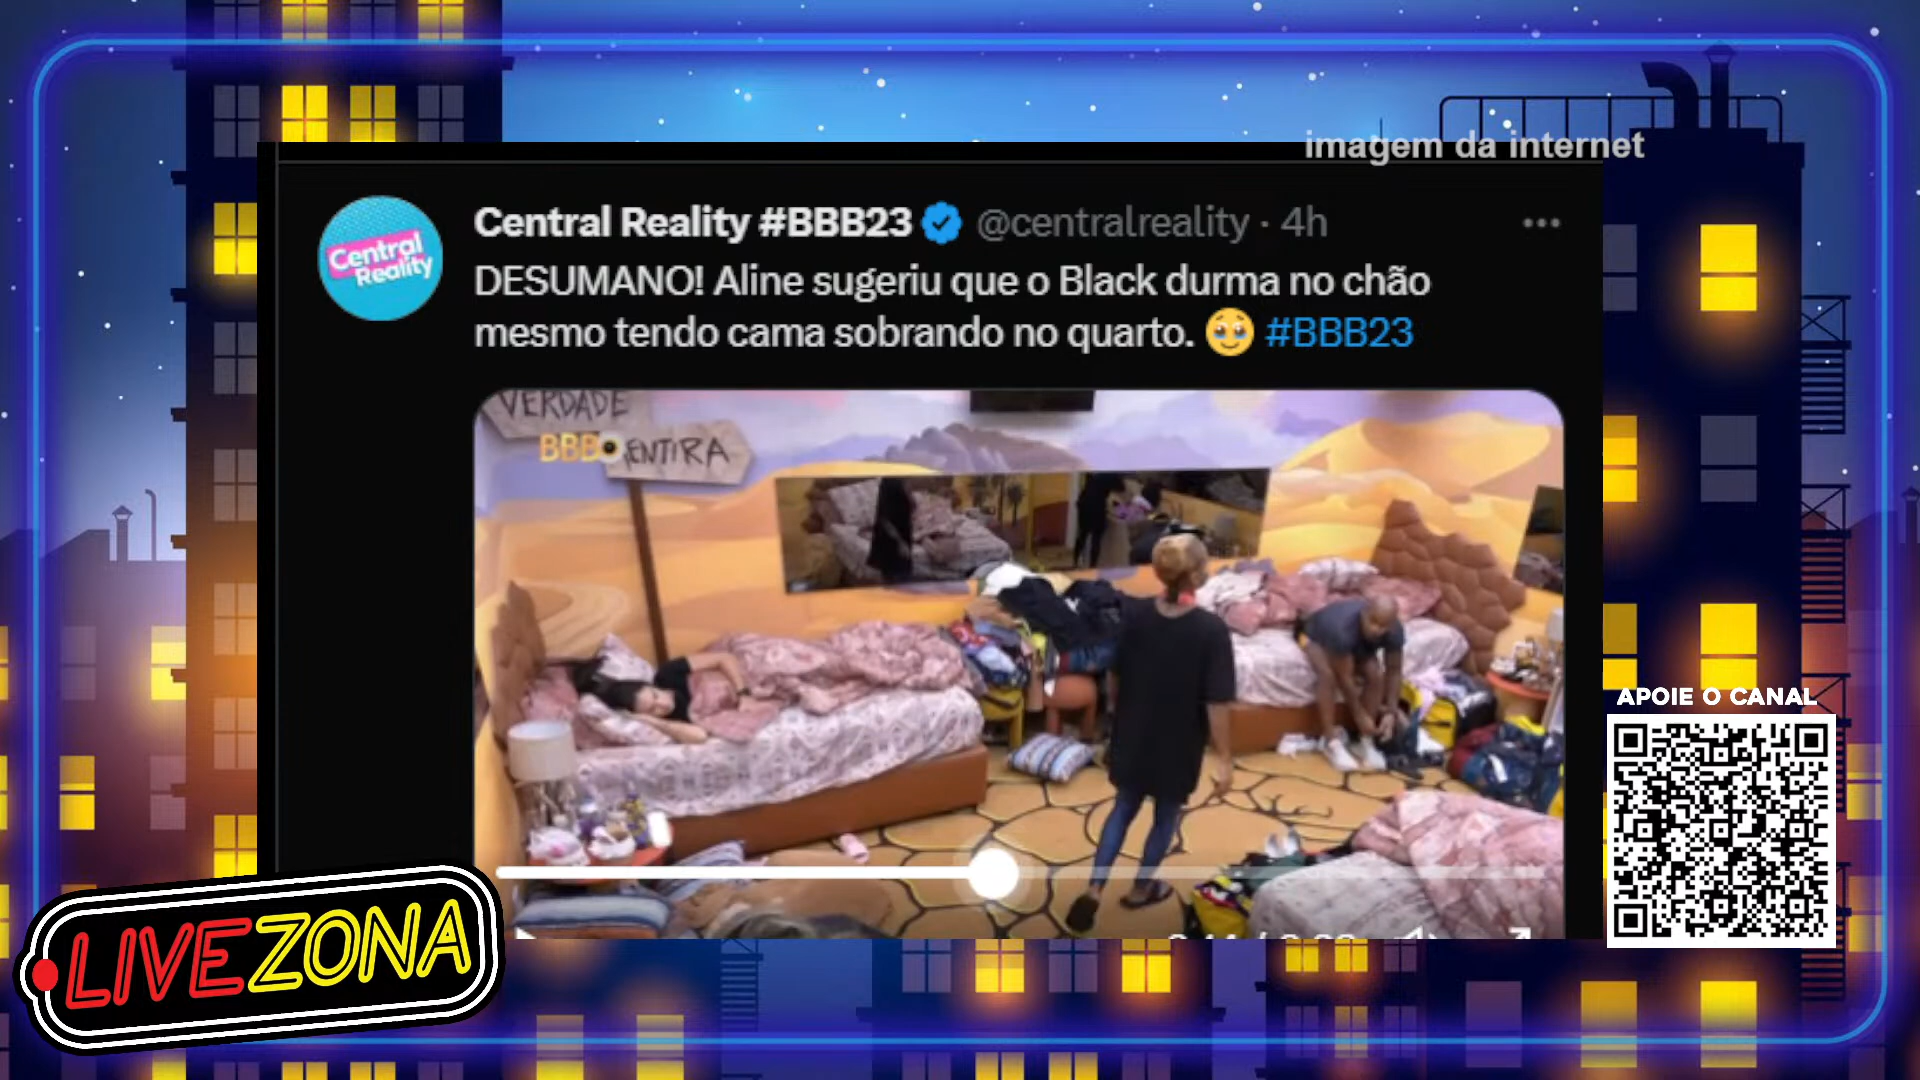 imagem da internet
Central Reality #BBB23 @centralreality · 4h
DESUMANO! Aline sugeriu que o Black durma no chão
mesmo tendo cama sobrando no quarto. 🥹 #BBB23
Central
Reality
VERDADE
BBB
ENTIRA
APOIE O CANAL
LIVEZONA